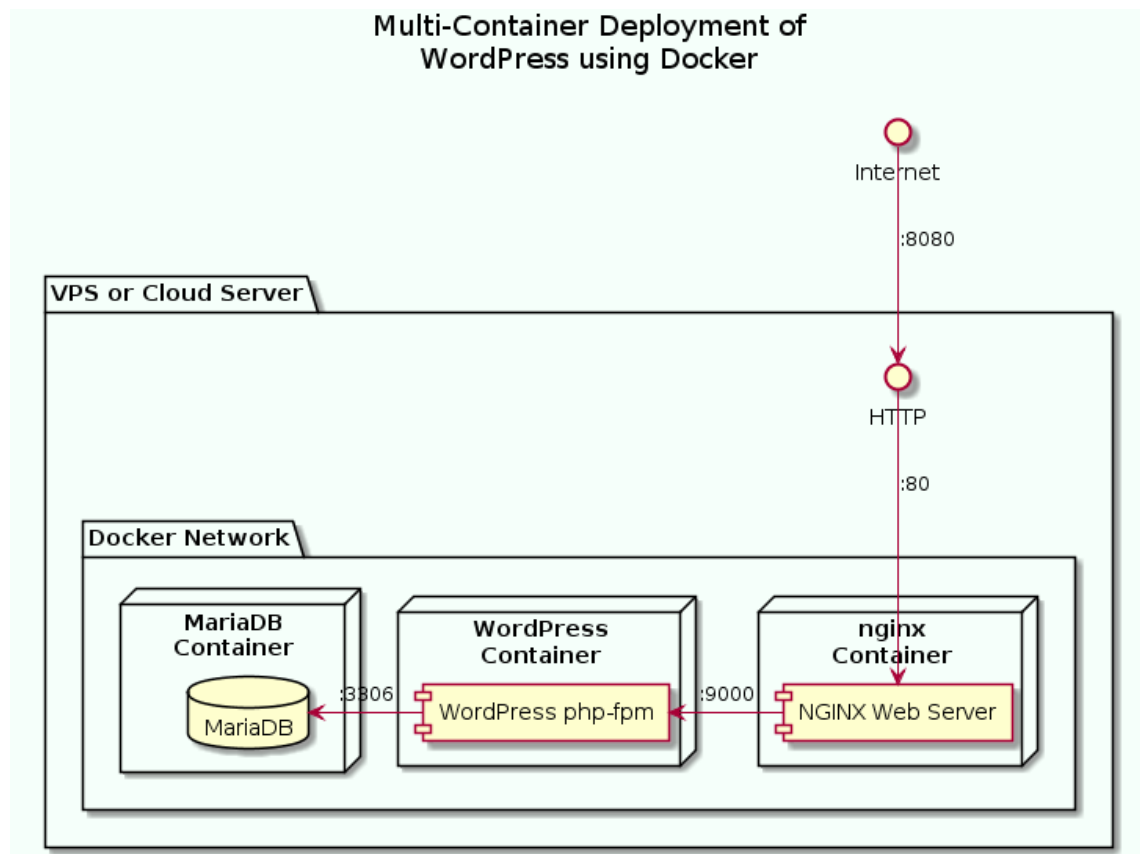 Multi-Container Deployment of
WordPress using Docker
Internet
:8080
VPS or Cloud Server
HTTP
:80
Docker Network
MariaDB
Container
WordPress
Container
nginx
Container
:3306
:9000
MariaDB
WordPress php-fpm
NGINX Web Server